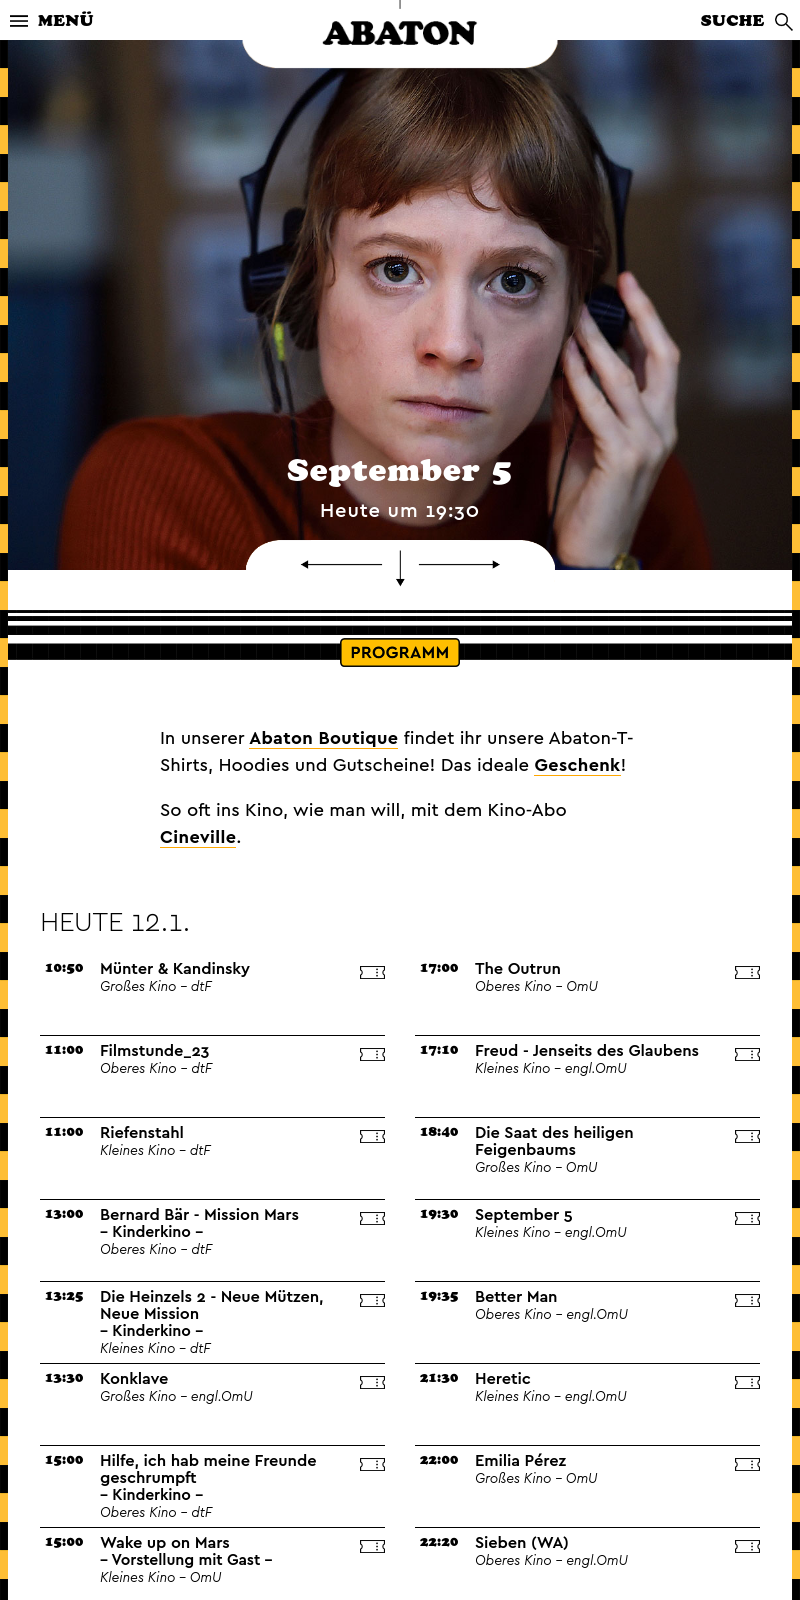 MENÜ
ABATON
SUCHE
September 5
Heute um 19:30
PROGRAMM
In unserer Abaton Boutique findet ihr unsere Abaton-T-
Shirts, Hoodies und Gutscheine! Das ideale Geschenk!
So oft ins Kino, wie man will, mit dem Kino-Abo
Cineville.
HEUTE 12.1.
10:50 Münter & Kandinsky
Großes Kino – dtF
11:00 Filmstunde_23
Oberes Kino – dtF
11:00 Riefenstahl
Kleines Kino – dtF
13:00 Bernard Bär - Mission Mars
– Kinderkino –
Oberes Kino – dtF
13:25 Die Heinzels 2 - Neue Mützen,
Neue Mission
– Kinderkino –
Kleines Kino – dtF
13:30 Konklave
Großes Kino – engl.OmU
15:00 Hilfe, ich hab meine Freunde
geschrumpft
– Kinderkino –
Oberes Kino – dtF
15:00 Wake up on Mars
– Vorstellung mit Gast –
Kleines Kino – OmU
17:00 The Outrun
Oberes Kino – OmU
17:10 Freud - Jenseits des Glaubens
Kleines Kino – engl.OmU
18:40 Die Saat des heiligen
Feigenbaums
Großes Kino – OmU
19:30 September 5
Kleines Kino – engl.OmU
19:35 Better Man
Oberes Kino – engl.OmU
21:30 Heretic
Kleines Kino – engl.OmU
22:00 Emilia Pérez
Großes Kino – OmU
22:20 Sieben (WA)
Oberes Kino – engl.OmU